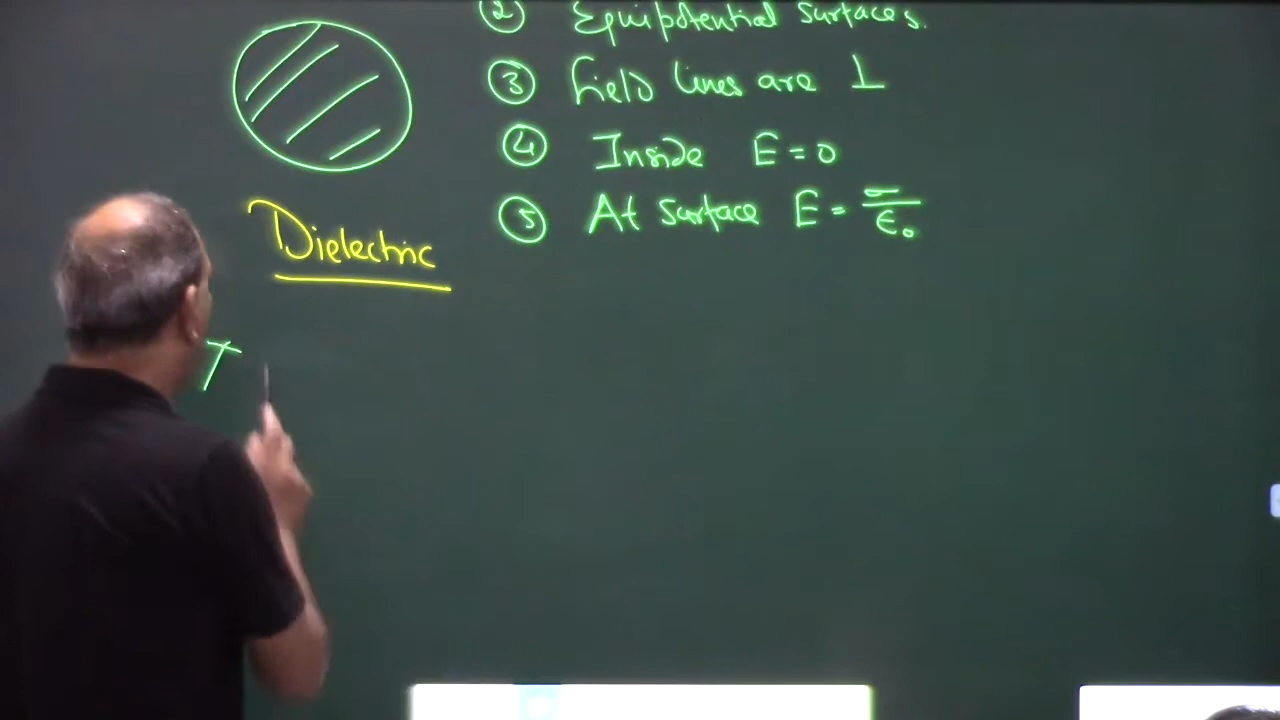 ② Equipotential surfaces.
③ field lines are ⊥
④ Inside E = 0
⑤ At surface E = σ/ε₀
Dielectric
T